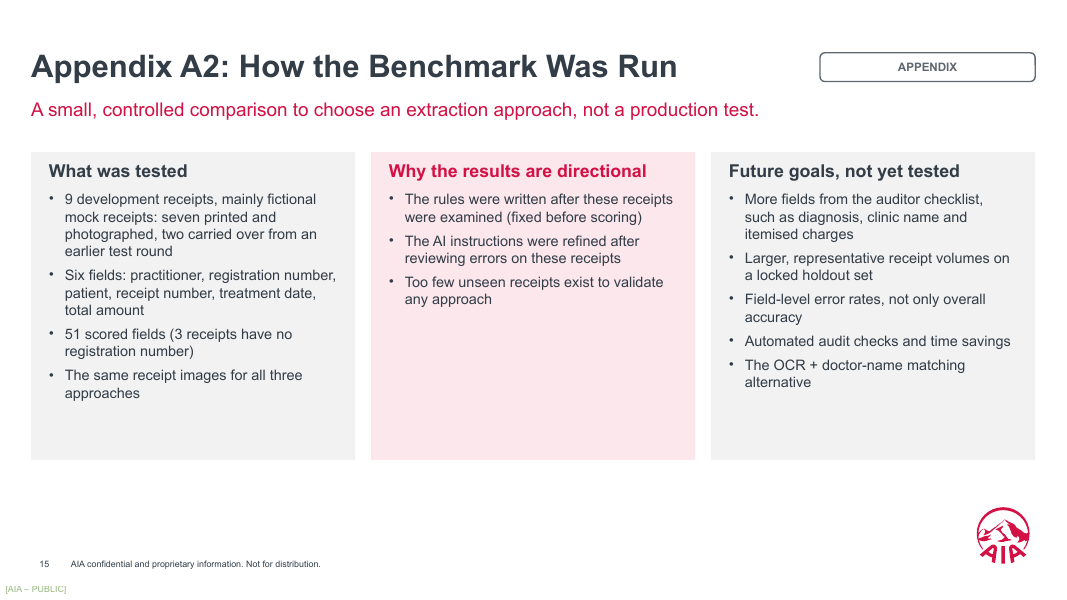 Appendix A2: How the Benchmark Was Run
APPENDIX
A small, controlled comparison to choose an extraction approach, not a production test.
What was tested
• 9 development receipts, mainly fictional
mock receipts: seven printed and
photographed, two carried over from an
earlier test round
• Six fields: practitioner, registration number,
patient, receipt number, treatment date,
total amount
• 51 scored fields (3 receipts have no
registration number)
• The same receipt images for all three
approaches
Why the results are directional
• The rules were written after these receipts
were examined (fixed before scoring)
• The AI instructions were refined after
reviewing errors on these receipts
• Too few unseen receipts exist to validate
any approach
Future goals, not yet tested
• More fields from the auditor checklist,
such as diagnosis, clinic name and
itemised charges
• Larger, representative receipt volumes on
a locked holdout set
• Field-level error rates, not only overall
accuracy
• Automated audit checks and time savings
• The OCR + doctor-name matching
alternative
AIA
15 AIA confidential and proprietary information. Not for distribution.
[AIA – PUBLIC]